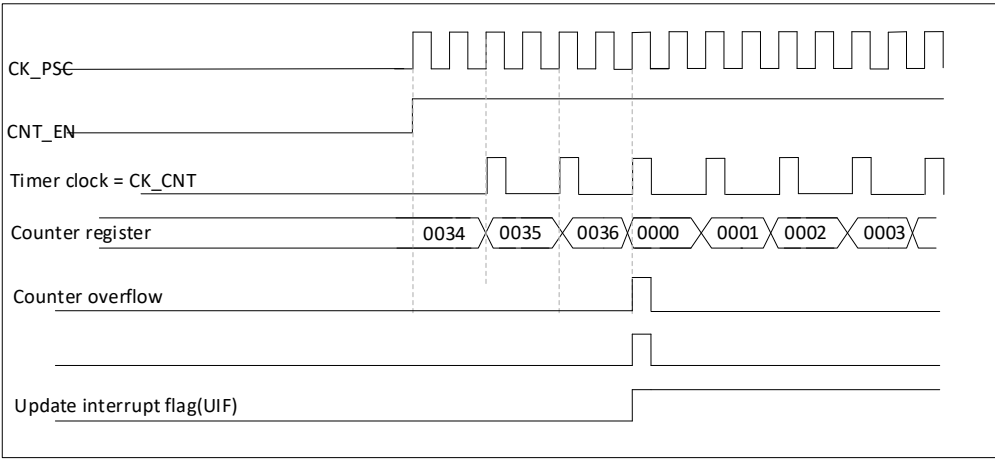 CK_PSC
CNT_EN
Timer clock = CK_CNT
Counter register 0034 0035 0036 0000 0001 0002 0003
Counter overflow
Update interrupt flag(UIF)